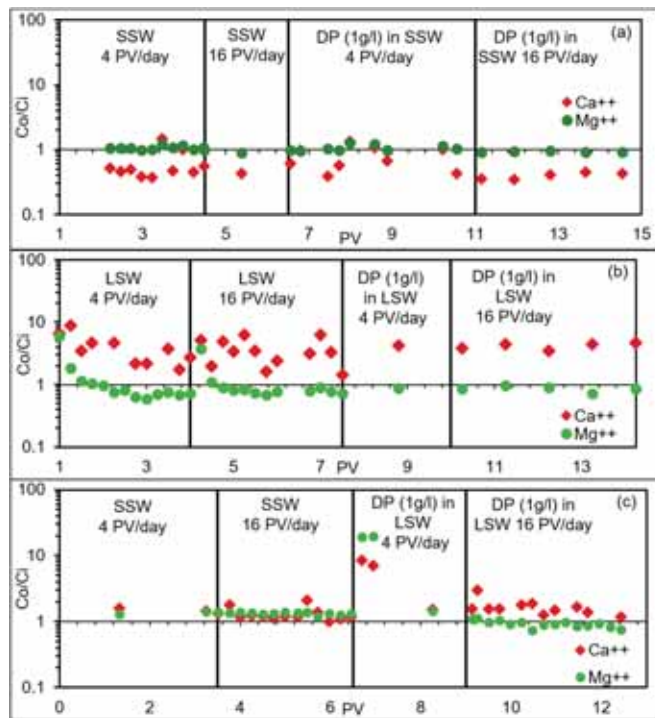 100
10
1
0.1
Co/Ci
SSW
4 PV/day
SSW
16 PV/day
DP (1g/l) in SSW
4 PV/day
DP (1g/l) in
SSW 16 PV/day
(a)
Ca++
Mg++
1 3 5 7 PV 9 11 13 15
100
10
1
0.1
Co/Ci
LSW
4 PV/day
LSW
16 PV/day
DP (1g/l)
in LSW
4 PV/day
DP (1g/l) in
LSW
16 PV/day
(b)
Ca++
Mg++
1 3 5 7 PV 9 11 13
100
10
1
0.1
Co/Ci
SSW
4 PV/day
SSW
16 PV/day
DP (1g/l) in
LSW
4 PV/day
DP (1g/l) in
LSW 16 PV/day
(c)
Ca++
Mg++
0 2 4 6 PV 8 10 12